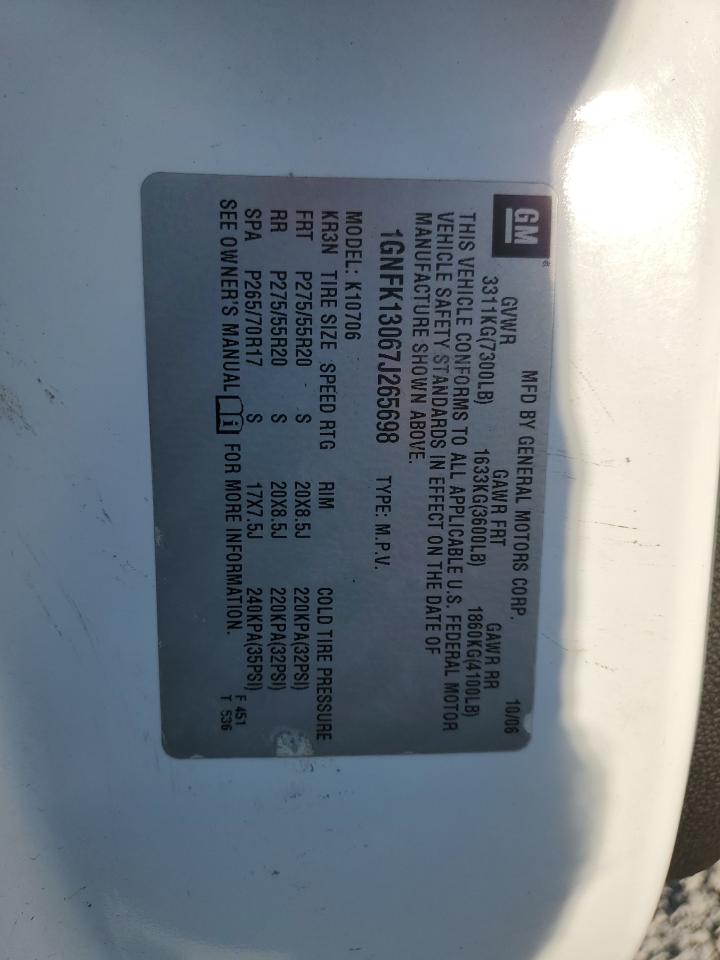 GM
MFD BY GENERAL MOTORS CORP. 10/06
GVWR GAWR FRT GAWR RR
3311KG(7300LB) 1633KG(3600LB) 1860KG(4100LB)
THIS VEHICLE CONFORMS TO ALL APPLICABLE U.S. FEDERAL MOTOR
VEHICLE SAFETY STANDARDS IN EFFECT ON THE DATE OF
MANUFACTURE SHOWN ABOVE.
1GNFK13067J265698 TYPE: M.P.V.
MODEL: K10706
KR3N TIRE SIZE SPEED RTG RIM COLD TIRE PRESSURE
FRT P275/55R20 S 20X8.5J 220KPA(32PSI)
RR P275/55R20 S 20X8.5J 220KPA(32PSI)
SPA P265/70R17 S 17X7.5J 240KPA(35PSI)
SEE OWNER'S MANUAL FOR MORE INFORMATION.
F 451
T 536